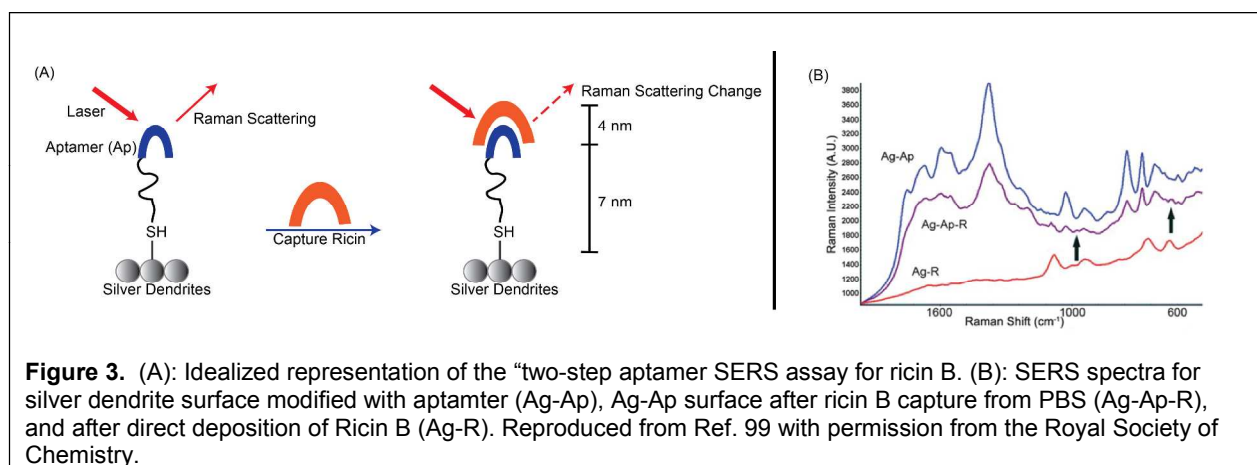 (A)
Laser
Raman Scattering
Aptamer (Ap)
SH
Silver Dendrites
Capture Ricin
Raman Scattering Change
4 nm
7 nm
SH
Silver Dendrites
(B)
Raman Intensity (A.U.)
3800
3600
3400
3200
3000
2800
2600
2400
2200
2000
1800
1600
1400
1200
1000
Ag-Ap
Ag-Ap-R
Ag-R
1600
1000
600
Raman Shift (cm⁻¹)
Figure 3. (A): Idealized representation of the “two-step aptamer SERS assay for ricin B. (B): SERS spectra for
silver dendrite surface modified with aptamter (Ag-Ap), Ag-Ap surface after ricin B capture from PBS (Ag-Ap-R),
and after direct deposition of Ricin B (Ag-R). Reproduced from Ref. 99 with permission from the Royal Society of
Chemistry.